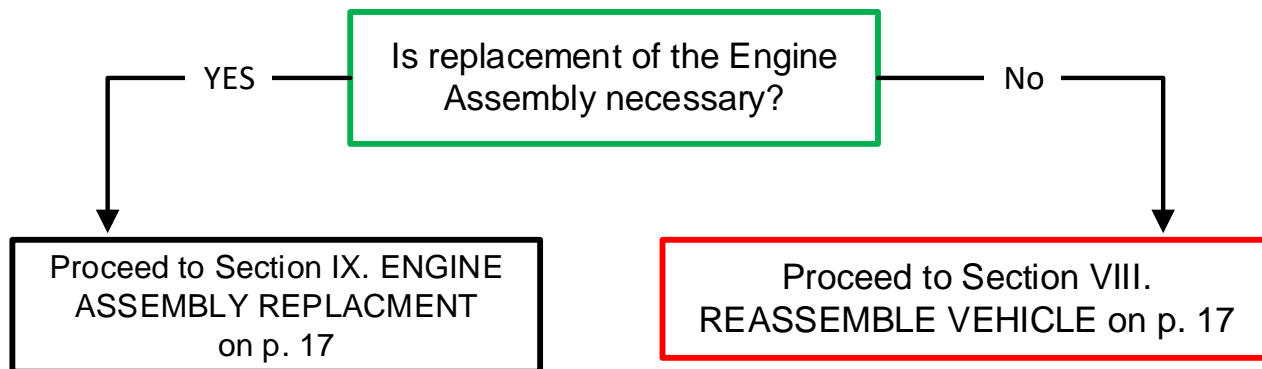 Is replacement of the Engine
Assembly necessary?
YES
No
Proceed to Section IX. ENGINE
ASSEMBLY REPLACMENT
on p. 17
Proceed to Section VIII.
REASSEMBLE VEHICLE on p. 17